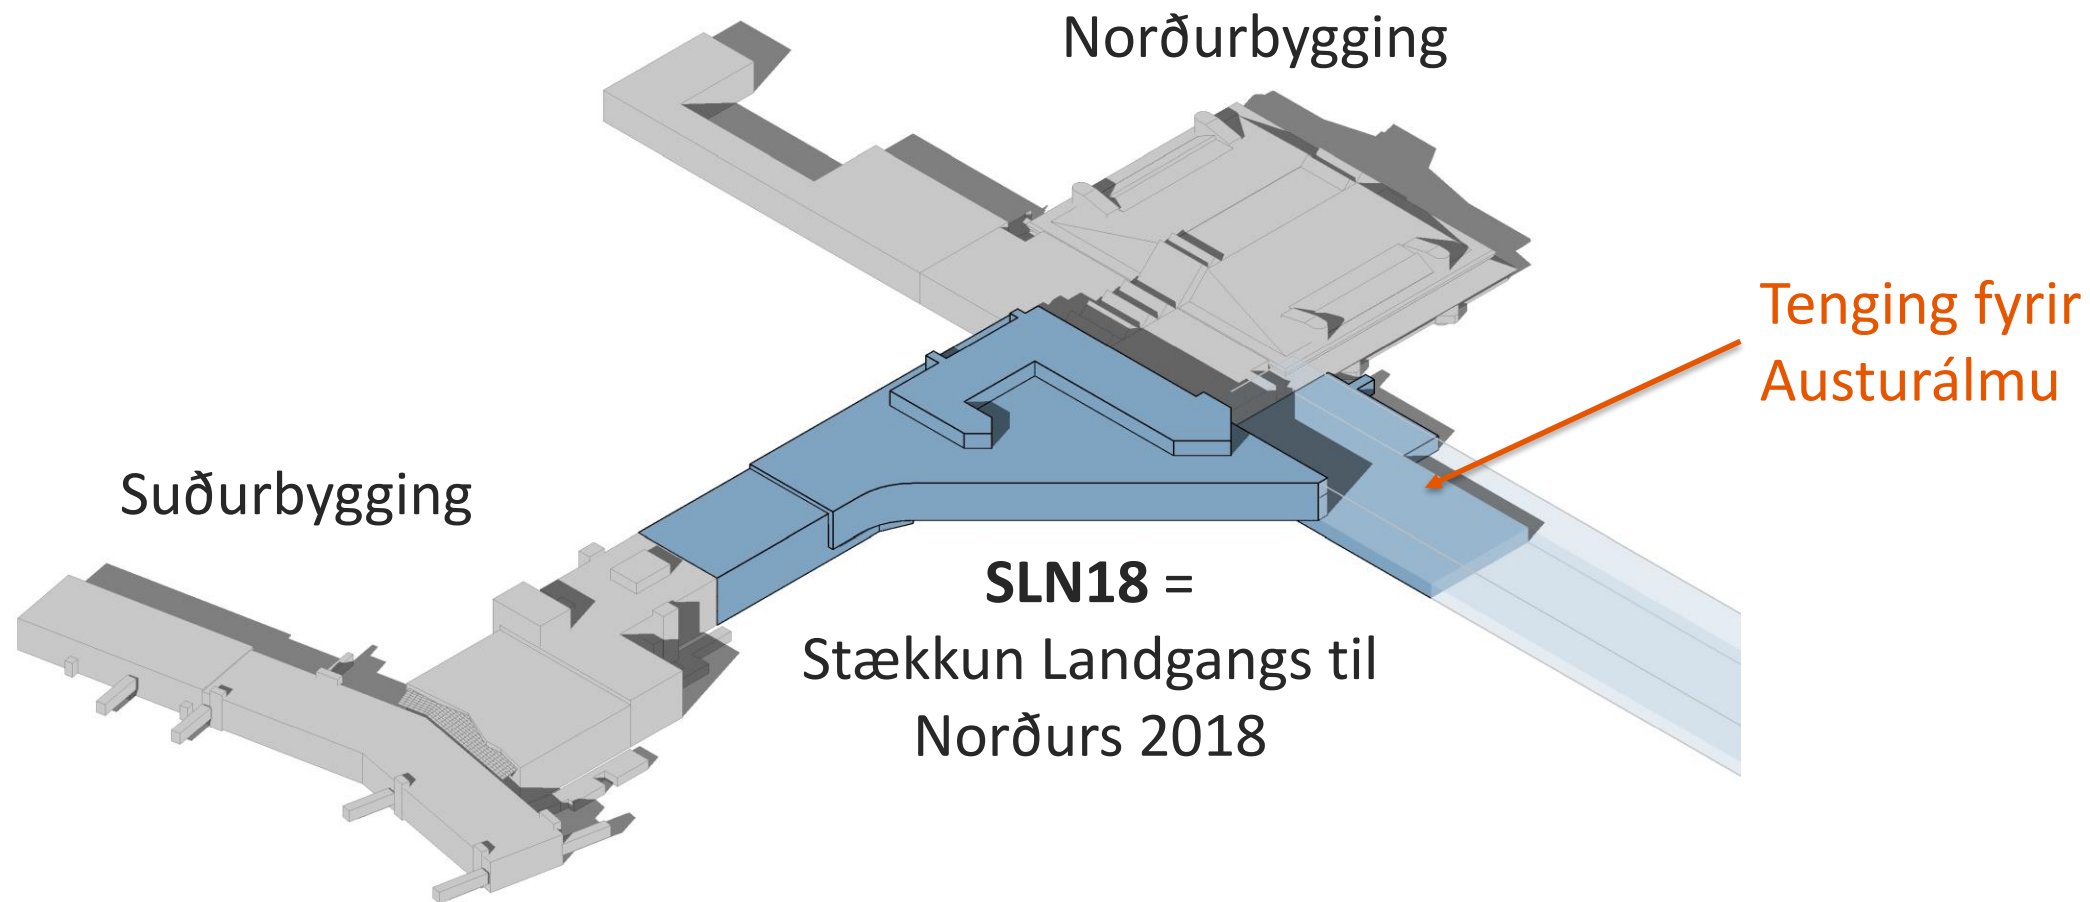 Norðurbygging
Tenging fyrir
Austurálmu
Suðurbygging
SLN18 =
Stækkun Landgangs til
Norðurs 2018